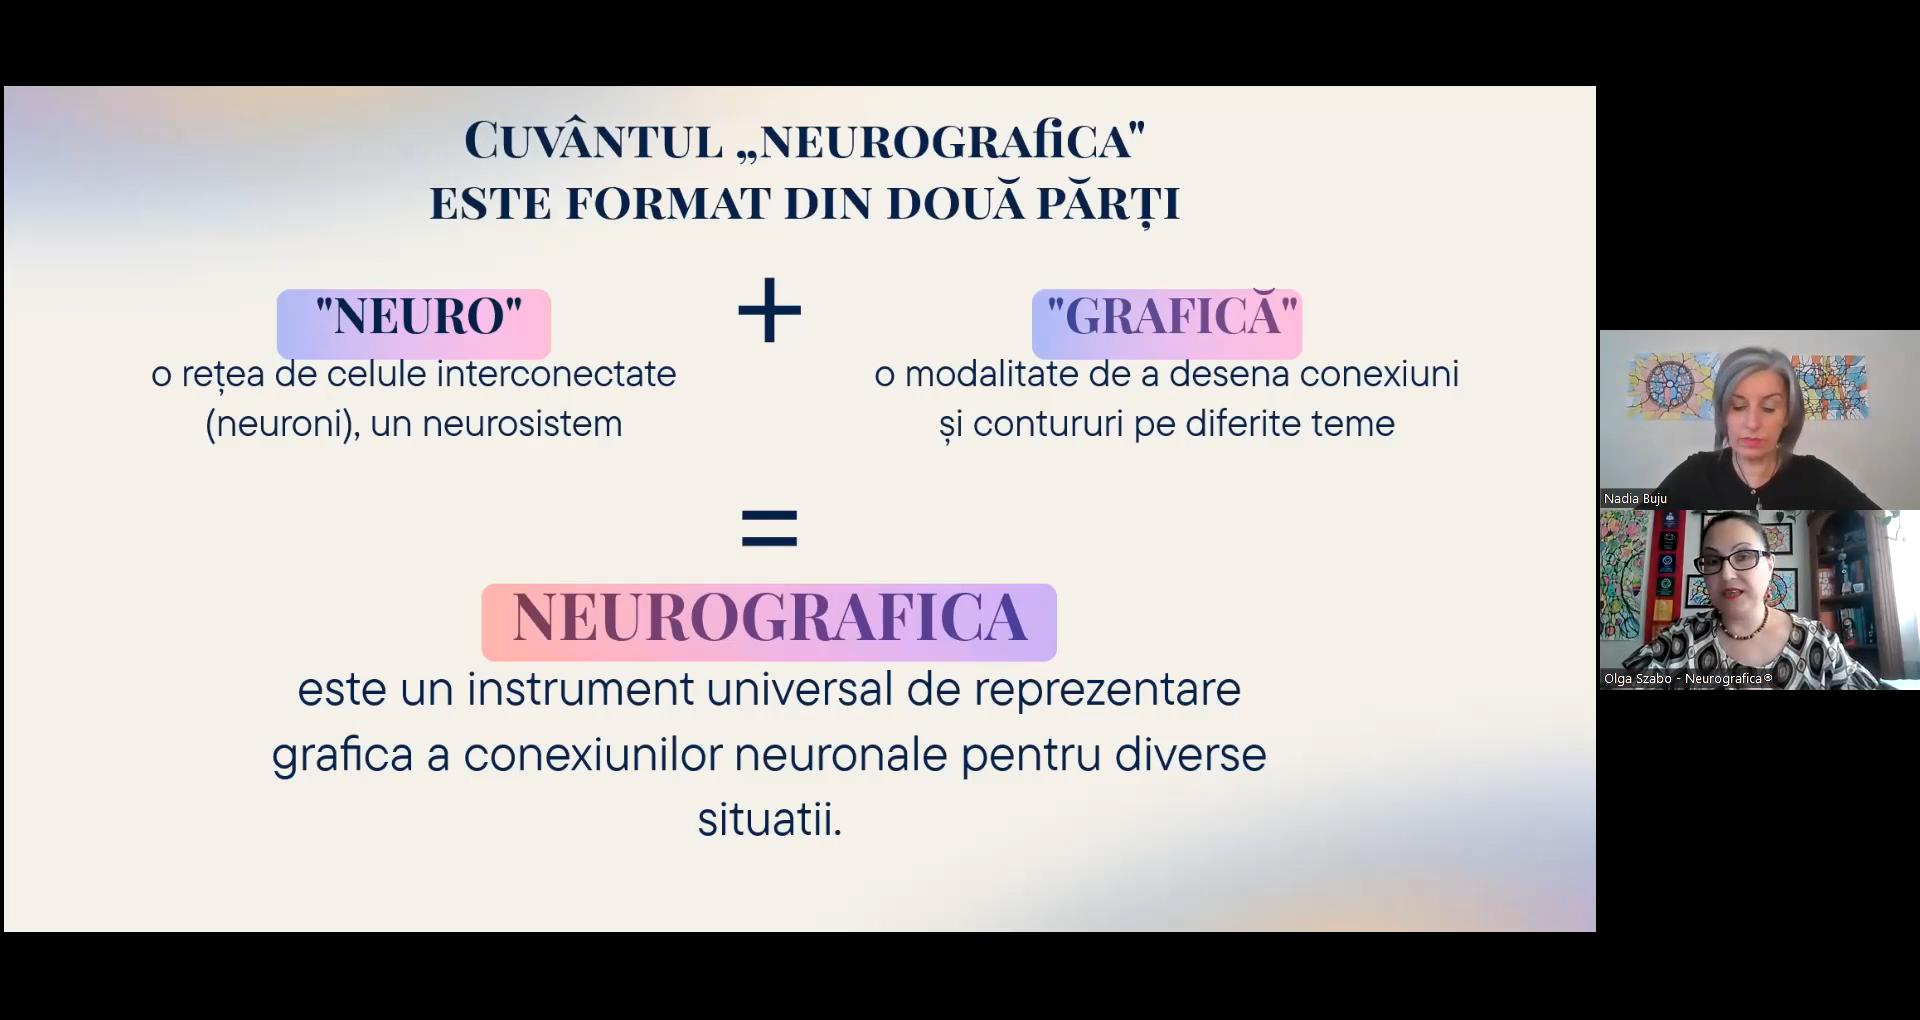 Cuvântul „neurografica"
este format din două părți
"NEURO"
+
"GRAFICĂ"
o rețea de celule interconectate
(neuroni), un neurosistem
o modalitate de a desena conexiuni
și contururi pe diferite teme
=
NEUROGRAFICA
este un instrument universal de reprezentare
grafica a conexiunilor neuronale pentru diverse
situatii.
Nadia Buju
Olga Szabo - Neurografica®